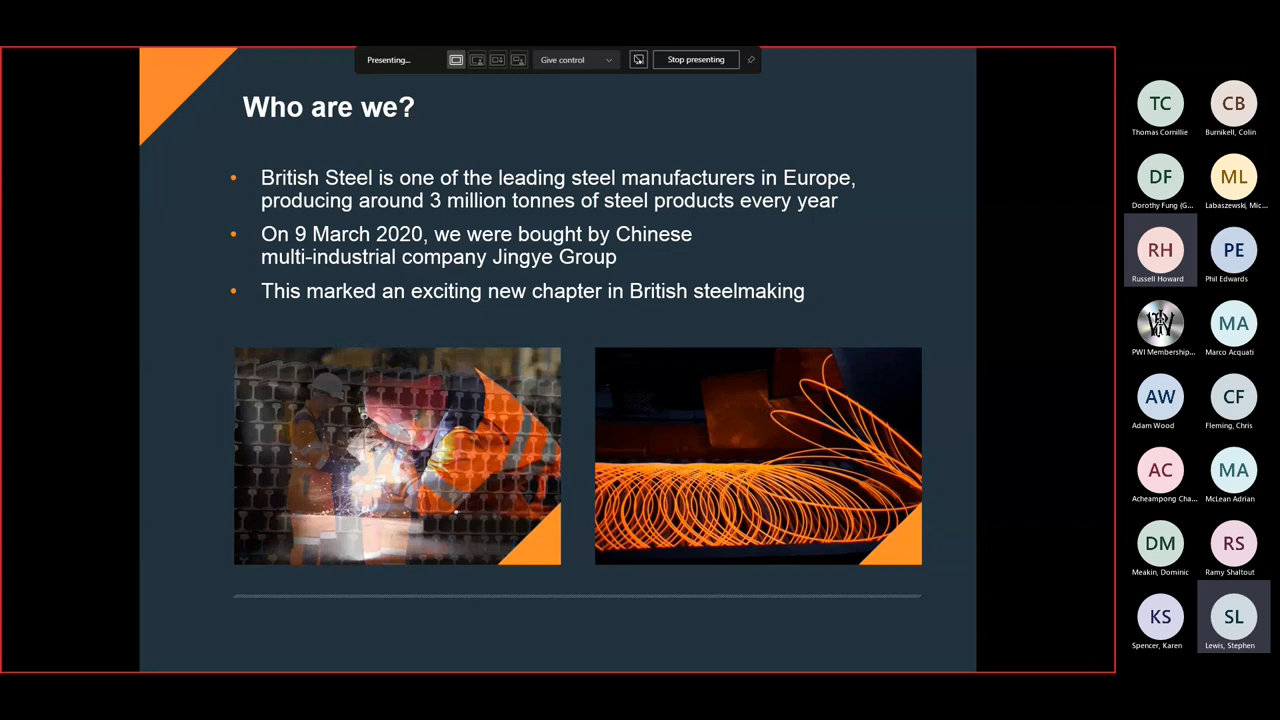 Presenting...
Give control
Stop presenting
Who are we?
• British Steel is one of the leading steel manufacturers in Europe,
producing around 3 million tonnes of steel products every year
• On 9 March 2020, we were bought by Chinese
multi-industrial company Jingye Group
• This marked an exciting new chapter in British steelmaking
TC
Thomas Cornillie
CB
Burnikell, Colin
DF
Dorothy Fung (G...
ML
Labaszewski, Mic...
RH
Russell Howard
PE
Phil Edwards
PWI Membership...
MA
Marco Acquati
AW
Adam Wood
CF
Fleming, Chris
AC
Acheampong Cha...
MA
McLean Adrian
DM
Meakin, Dominic
RS
Ramy Shaltout
KS
Spencer, Karen
SL
Lewis, Stephen